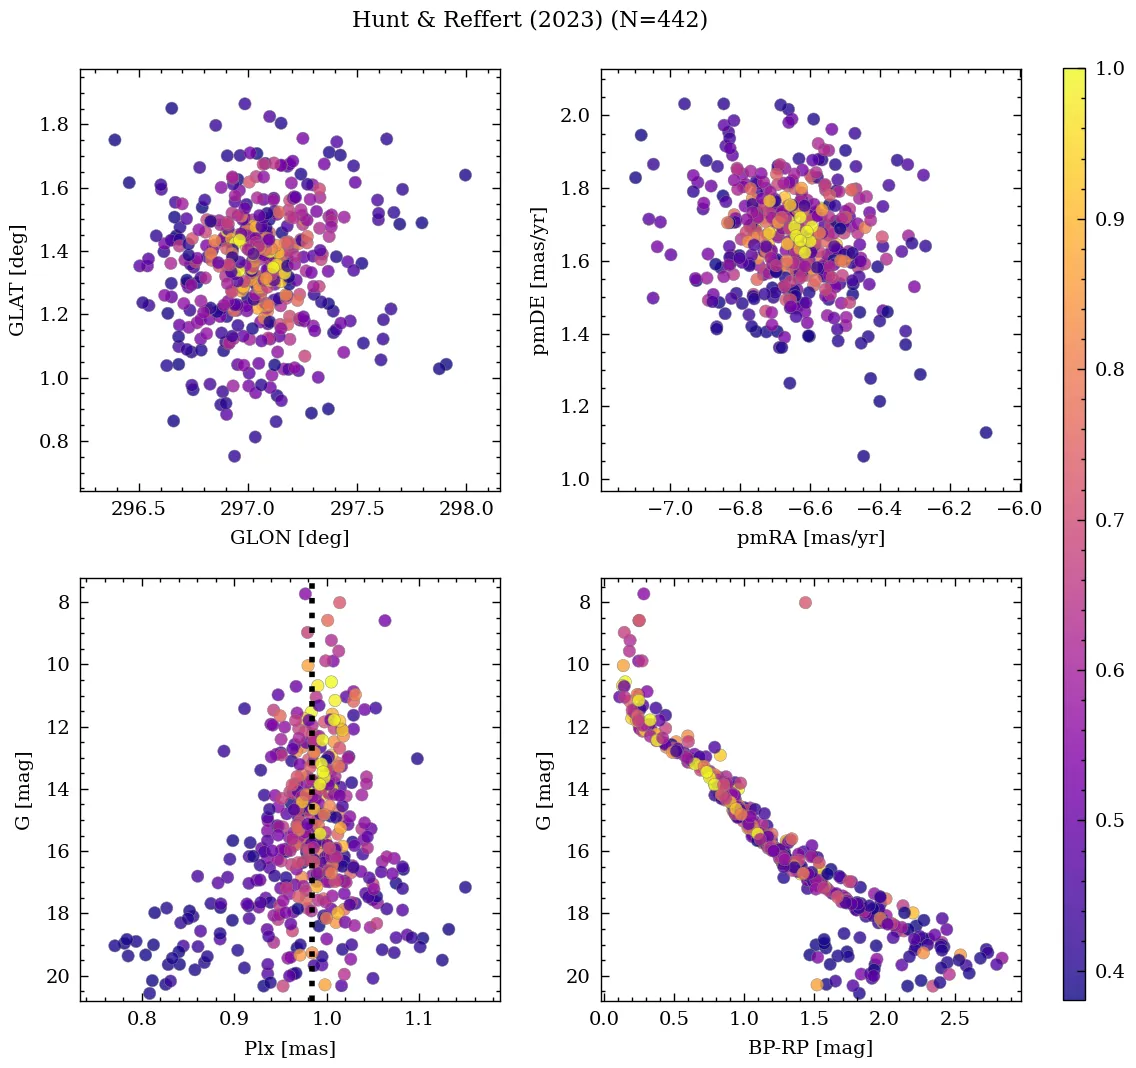 Hunt & Reffert (2023) (N=442)
GLAT [deg]
1.8
1.6
1.4
1.2
1.0
0.8
296.5 297.0 297.5 298.0
GLON [deg]
pmDE [mas/yr]
2.0
1.8
1.6
1.4
1.2
1.0
−7.0 −6.8 −6.6 −6.4 −6.2 −6.0
pmRA [mas/yr]
G [mag]
8
10
12
14
16
18
20
0.8 0.9 1.0 1.1
Plx [mas]
G [mag]
8
10
12
14
16
18
20
0.0 0.5 1.0 1.5 2.0 2.5
BP-RP [mag]
1.0
0.9
0.8
0.7
0.6
0.5
0.4